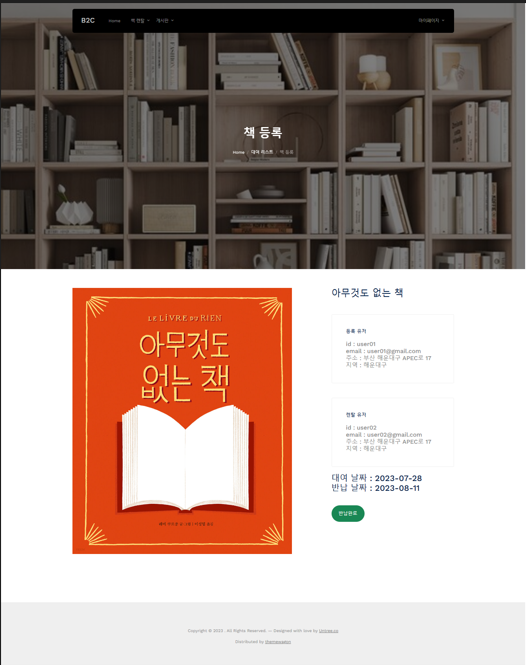 B2C Home 책 렌탈 게시판 마이페이지
책 등록
Home / 대여 리스트 / 책 등록
아무것도 없는 책
LE LIVRE DU RIEN
아무것도
없는 책
등록 유저
id : user01
email : user01@gmail.com
주소 : 부산 해운대구 APEC로 17
지역 : 해운대구
렌탈 유저
id : user02
email : user02@gmail.com
주소 : 부산 해운대구 APEC로 17
지역 : 해운대구
대여 날짜 : 2023-07-28
반납 날짜 : 2023-08-11
반납완료
Copyright © 2023. All Rights Reserved. — Designed with love by Untree.co
Distributed by themewagon